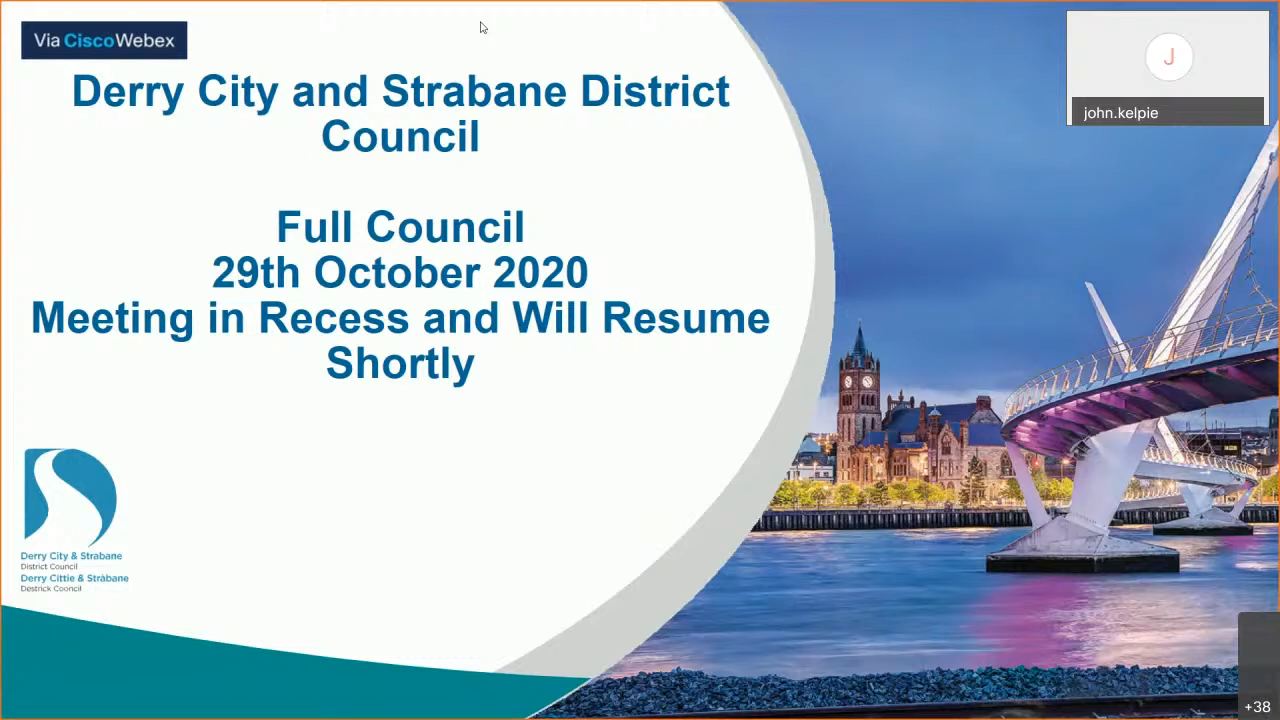 Via CiscoWebex
Derry City and Strabane District
Council
Full Council
29th October 2020
Meeting in Recess and Will Resume
Shortly
Derry City & Strabane
District Council
Derry Cittie & Stràbane
Destrick Cooncil
J
john.kelpie
+38